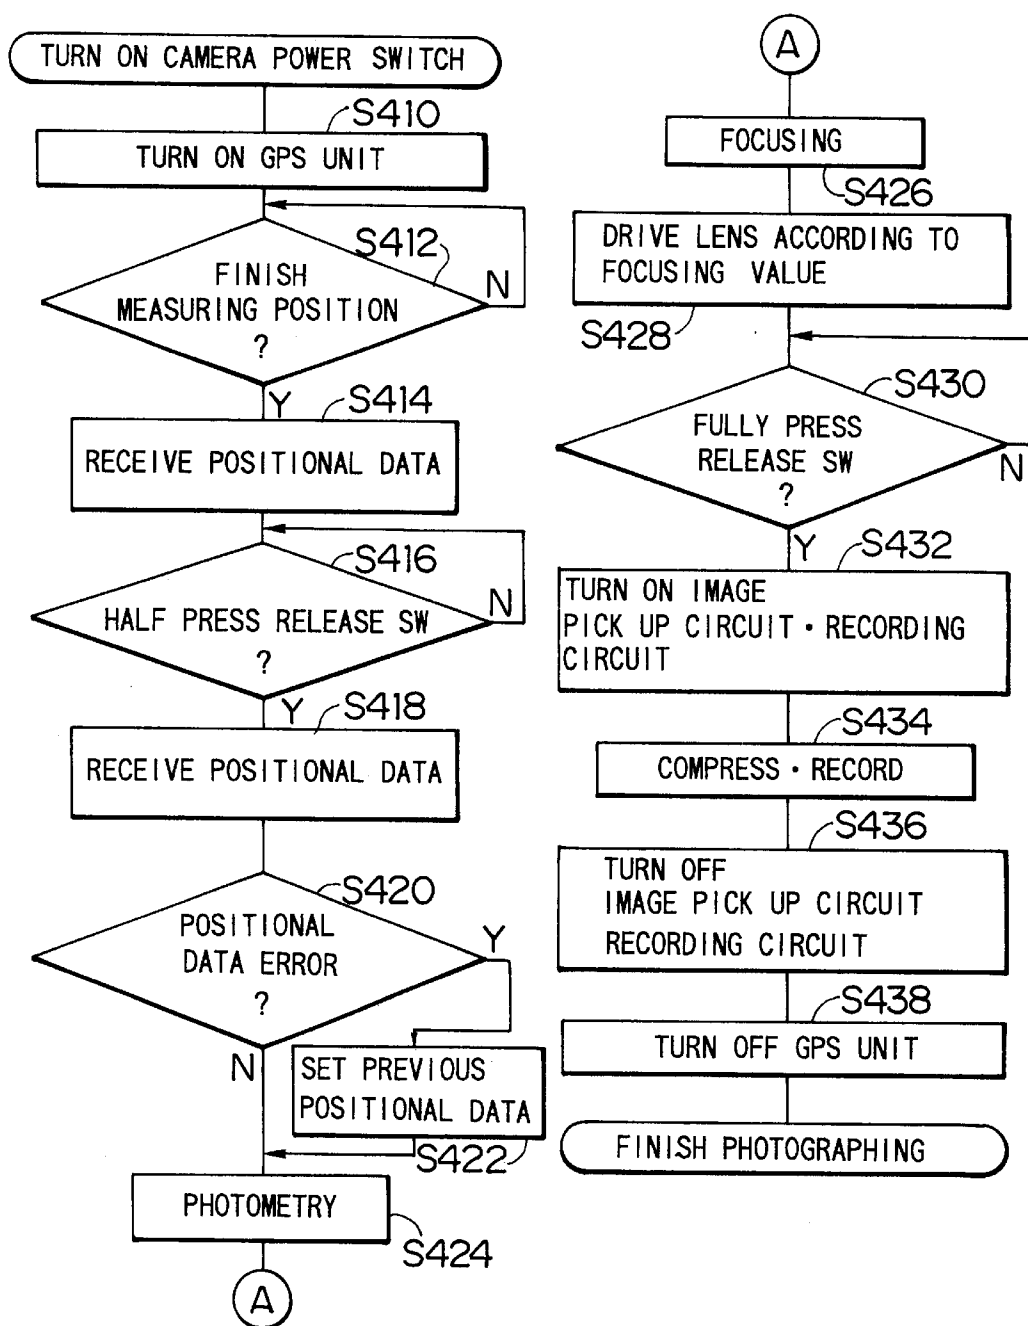 TURN ON CAMERA POWER SWITCH
S410
TURN ON GPS UNIT
S412
FINISH
MEASURING POSITION
?
N
Y
S414
RECEIVE POSITIONAL DATA
S416
HALF PRESS RELEASE SW
?
N
Y
S418
RECEIVE POSITIONAL DATA
S420
POSITIONAL
DATA ERROR
?
Y
N
SET PREVIOUS
POSITIONAL DATA
S422
PHOTOMETRY
S424
A
A
FOCUSING
S426
DRIVE LENS ACCORDING TO
FOCUSING VALUE
S428
S430
FULLY PRESS
RELEASE SW
?
N
Y
S432
TURN ON IMAGE
PICK UP CIRCUIT・RECORDING
CIRCUIT
S434
COMPRESS・RECORD
S436
TURN OFF
IMAGE PICK UP CIRCUIT
RECORDING CIRCUIT
S438
TURN OFF GPS UNIT
FINISH PHOTOGRAPHING